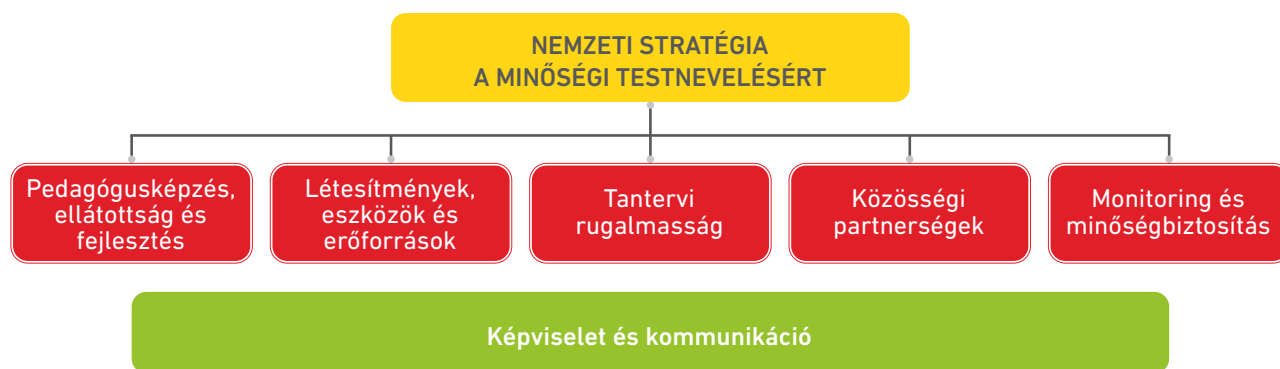 NEMZETI STRATÉGIA
A MINŐSÉGI TESTNEVELÉSÉRT
Pedagógusképzés,
ellátottság és
fejlesztés
Létesítmények,
eszközök és
erőforrások
Tantervi
rugalmasság
Közösségi
partnerségek
Monitoring és
minőségbiztosítás
Képviselet és kommunikáció